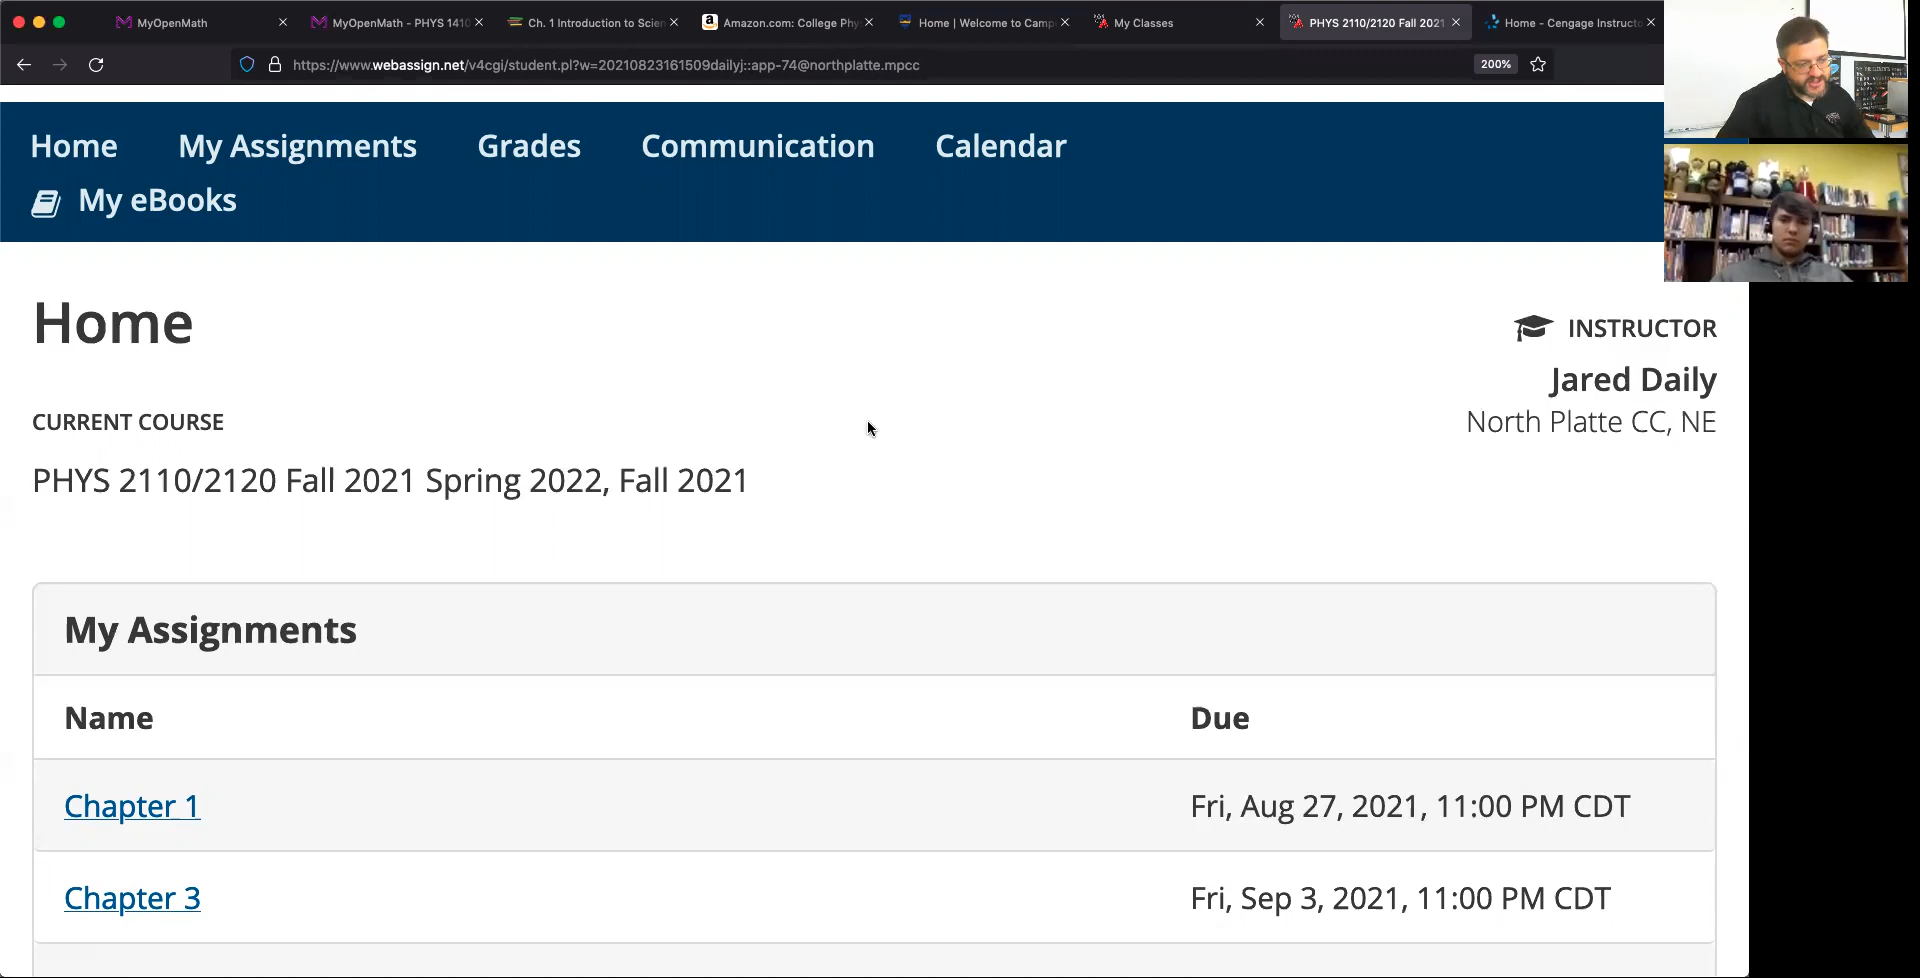 MyOpenMath
MyOpenMath - PHYS 1410
Ch. 1 Introduction to Scien
Amazon.com: College Phy
Home | Welcome to Camp
My Classes
PHYS 2110/2120 Fall 2021
Home - Cengage Instructo
https://www.webassign.net/v4cgi/student.pl?w=20210823161509dailyj::app-74@northplatte.mpcc
200%
Home
My Assignments
Grades
Communication
Calendar
My eBooks
Home
INSTRUCTOR
Jared Daily
North Platte CC, NE
CURRENT COURSE
PHYS 2110/2120 Fall 2021 Spring 2022, Fall 2021
My Assignments
Name
Due
Chapter 1
Fri, Aug 27, 2021, 11:00 PM CDT
Chapter 3
Fri, Sep 3, 2021, 11:00 PM CDT